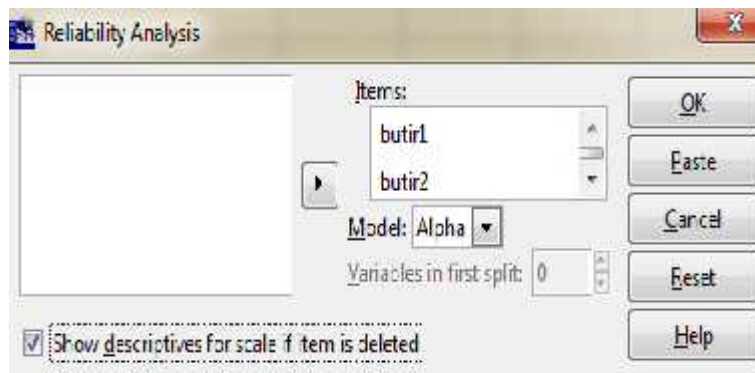 Reliability Analysis
X
Items:
butir1
butir2
Model: Alpha
Variables in first split: 0
Show descriptives for scale if item is deleted
OK
Paste
Cancel
Reset
Help